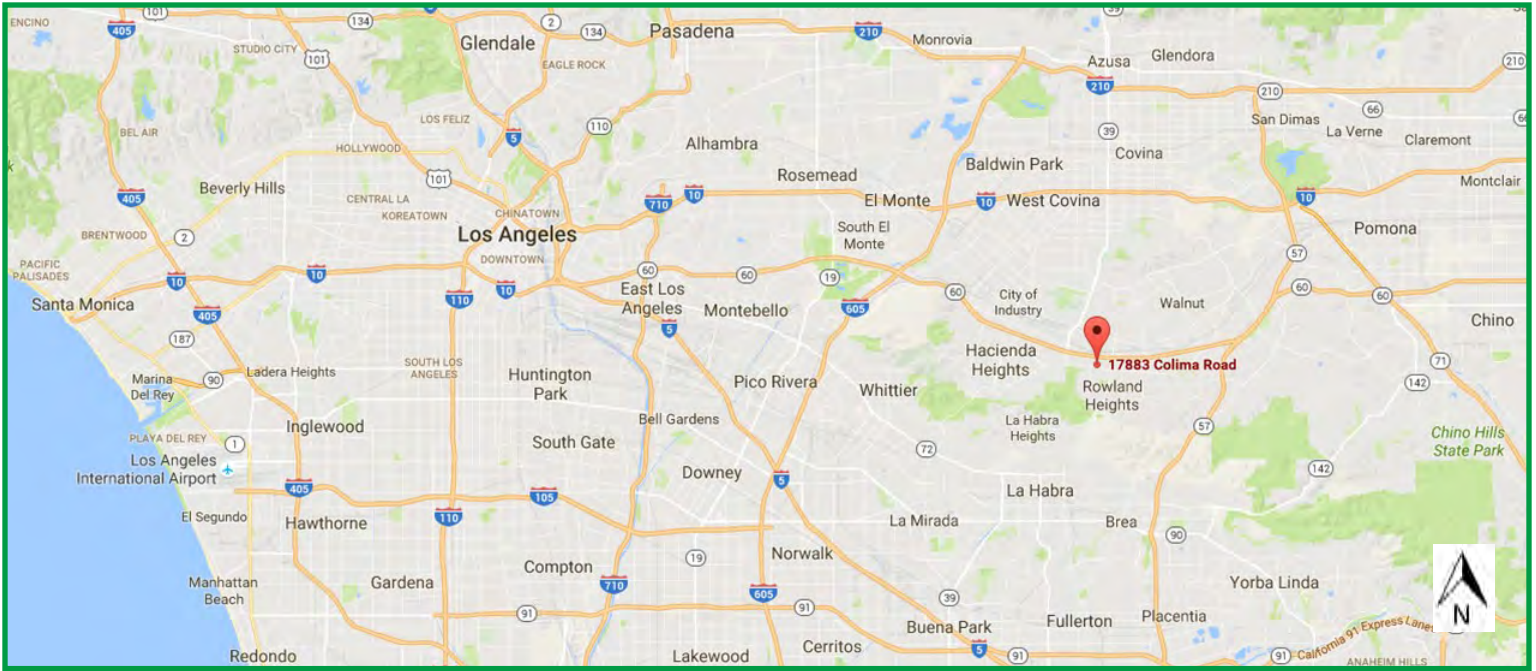 ENCINO
101
405
134
2
134
Glendale
Pasadena
210
Monrovia
39
Azusa
Glendora
210
STUDIO CITY
101
EAGLE ROCK
210
210
66
BEL AIR
LOS FELIZ
5
110
39
San Dimas
La Verne
Claremont
HOLLYWOOD
Alhambra
Covina
Baldwin Park
Rosemead
101
Beverly Hills
405
CENTRAL LA
KOREATOWN
CHINATOWN
710
10
El Monte
10
West Covina
10
Montclair
BRENTWOOD
2
Los Angeles
DOWNTOWN
South El
Monte
Pomona
57
PACIFIC
PALISADES
10
10
110
10
60
60
19
60
60
60
Santa Monica
405
East Los
Angeles
Montebello
605
City of
Industry
Walnut
5
Chino
187
Ladera Heights
SOUTH LOS
ANGELES
Huntington
Park
Pico Rivera
Whittier
Hacienda
Heights
17883 Colima Road
Rowland
Heights
71
142
Marina
Del Rey
90
Inglewood
Bell Gardens
La Habra
Heights
57
PLAYA DEL REY
1
South Gate
72
Chino Hills
State Park
Los Angeles
International Airport
Downey
5
142
405
105
La Habra
El Segundo
110
Hawthorne
La Mirada
Brea
90
19
Norwalk
Manhattan
Beach
Gardena
Compton
710
605
39
Yorba Linda
N
91
91
Buena Park
Fullerton
Placentia
Redondo
Lakewood
Cerritos
5
91
91
California 91 Express Lanes
ANAHEIM HILLS